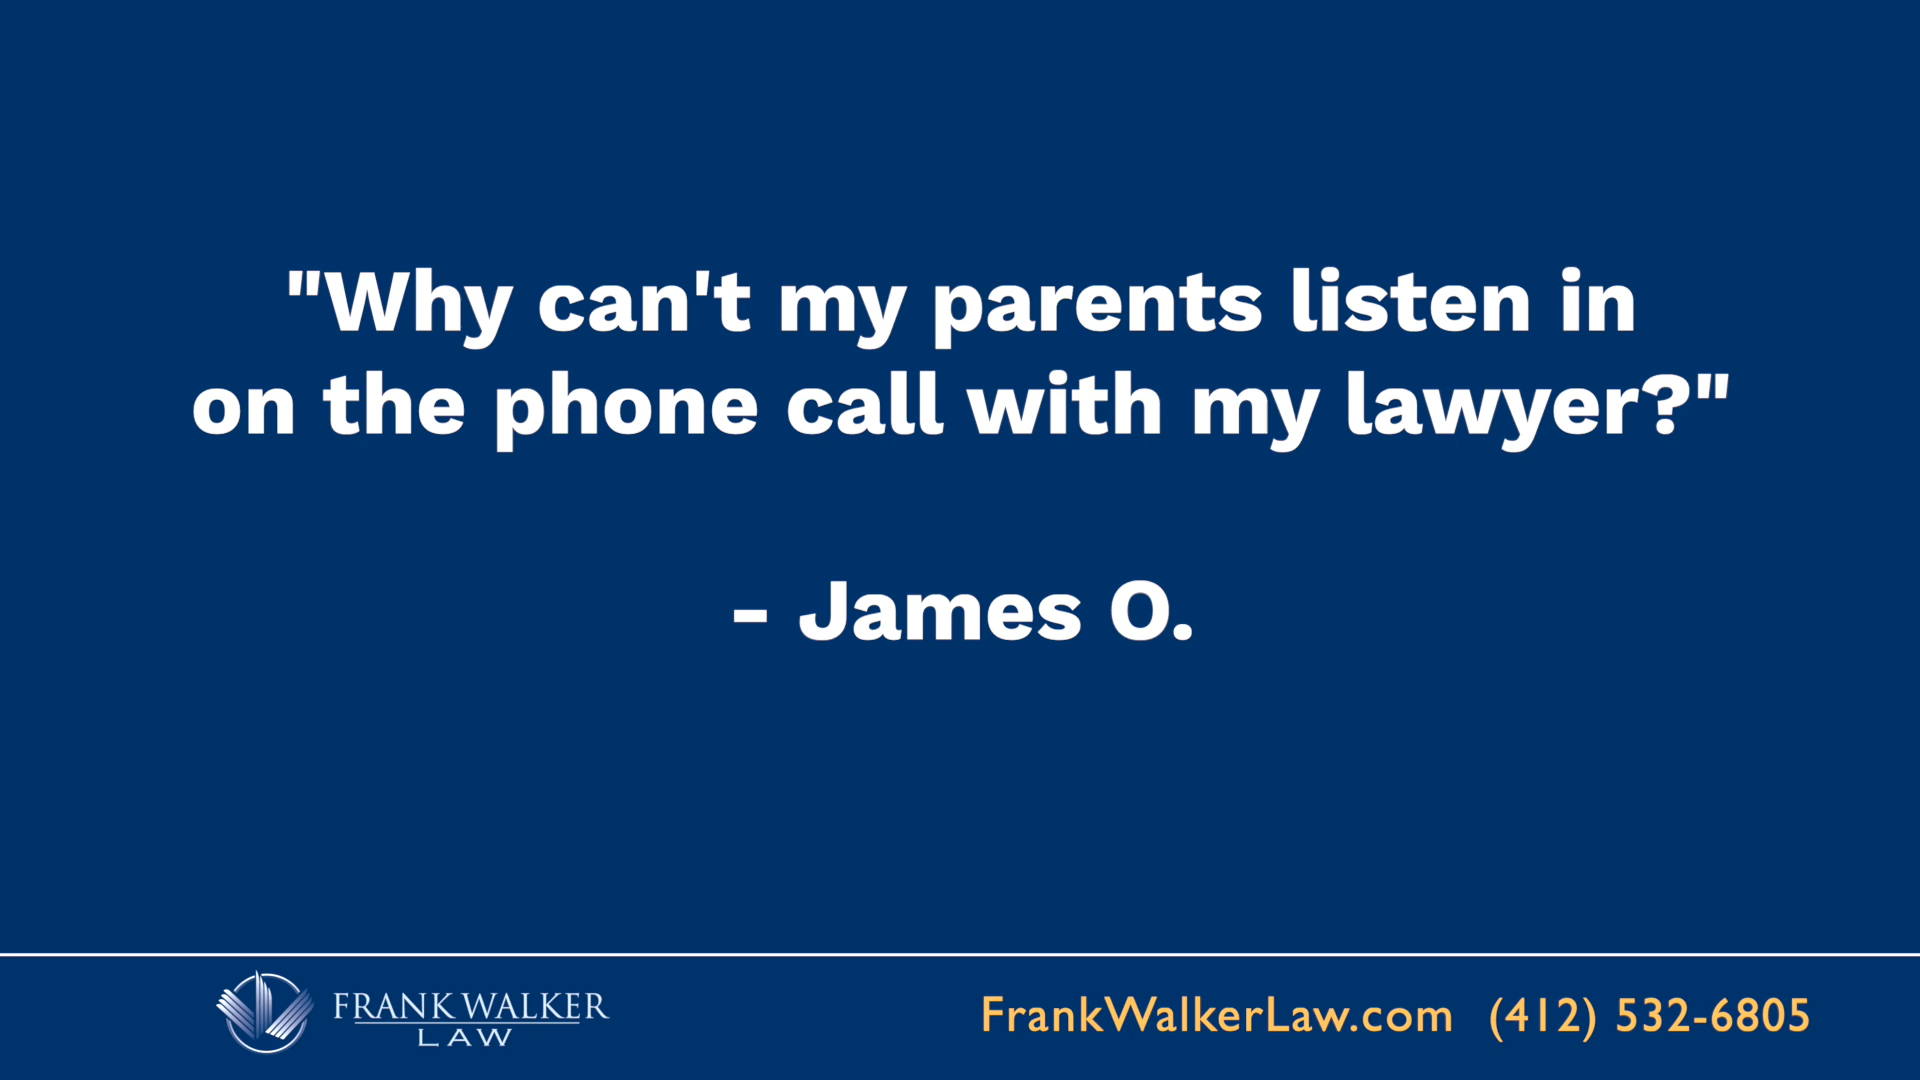 "Why can't my parents listen in
on the phone call with my lawyer?"
- James O.
FRANK WALKER
LAW
FrankWalkerLaw.com (412) 532-6805